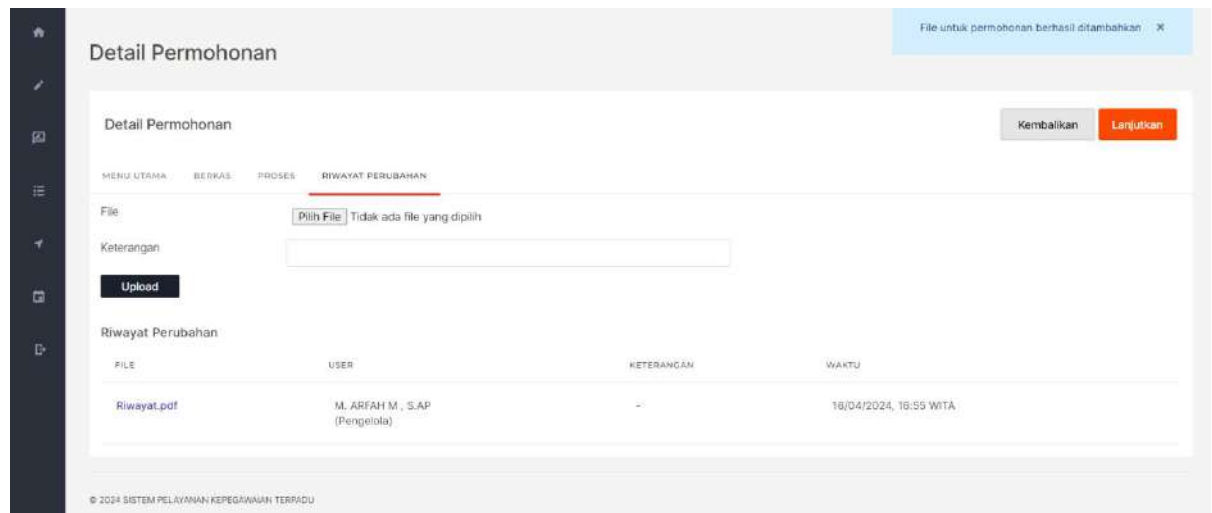 File untuk permohonan berhasil ditambahkan ×
Detail Permohonan
Detail Permohonan
Kembalikan Lanjutkan
MENU UTAMA BERKAS PROSES RIWAYAT PERUBAHAN
File Pilih File Tidak ada file yang dipilih
Keterangan
Upload
Riwayat Perubahan
FILE USER KETERANGAN WAKTU
Riwayat.pdf M. ARFAH M , S.AP - 16/04/2024, 16:55 WITA
(Pengelola)
© 2024 SISTEM PELAYANAN KEPEGAWAIAN TERPADU